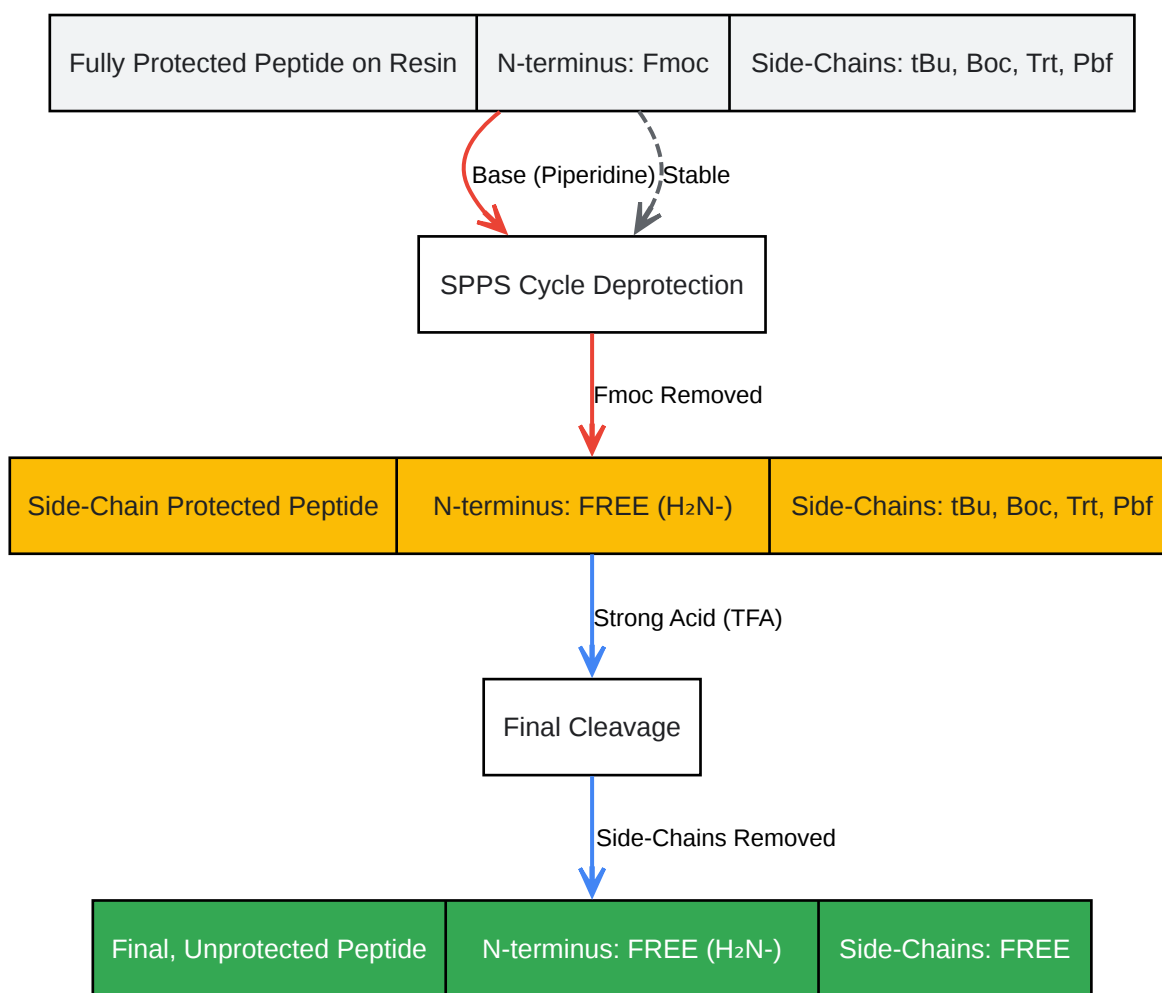 Fully Protected Peptide on Resin
N-terminus: Fmoc
Side-Chains: tBu, Boc, Trt, Pbf
Base (Piperidine)
Stable
SPPS Cycle Deprotection
Fmoc Removed
Side-Chain Protected Peptide
N-terminus: FREE (H₂N-)
Side-Chains: tBu, Boc, Trt, Pbf
Strong Acid (TFA)
Final Cleavage
Side-Chains Removed
Final, Unprotected Peptide
N-terminus: FREE (H₂N-)
Side-Chains: FREE